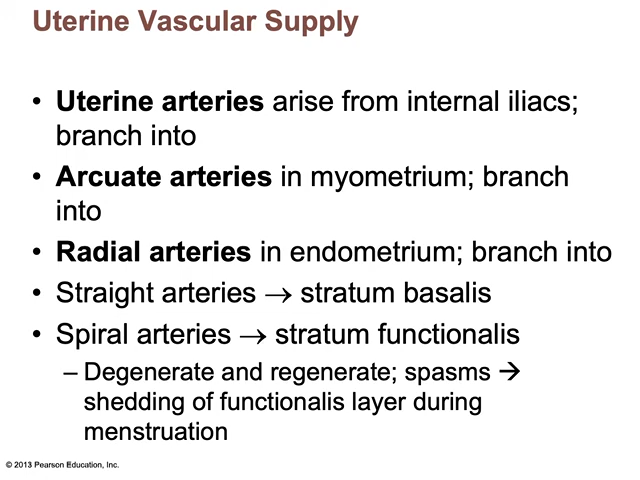 Uterine Vascular Supply
• Uterine arteries arise from internal iliacs;
branch into
• Arcuate arteries in myometrium; branch
into
• Radial arteries in endometrium; branch into
• Straight arteries → stratum basalis
• Spiral arteries → stratum functionalis
– Degenerate and regenerate; spasms →
shedding of functionalis layer during
menstruation
© 2013 Pearson Education, Inc.